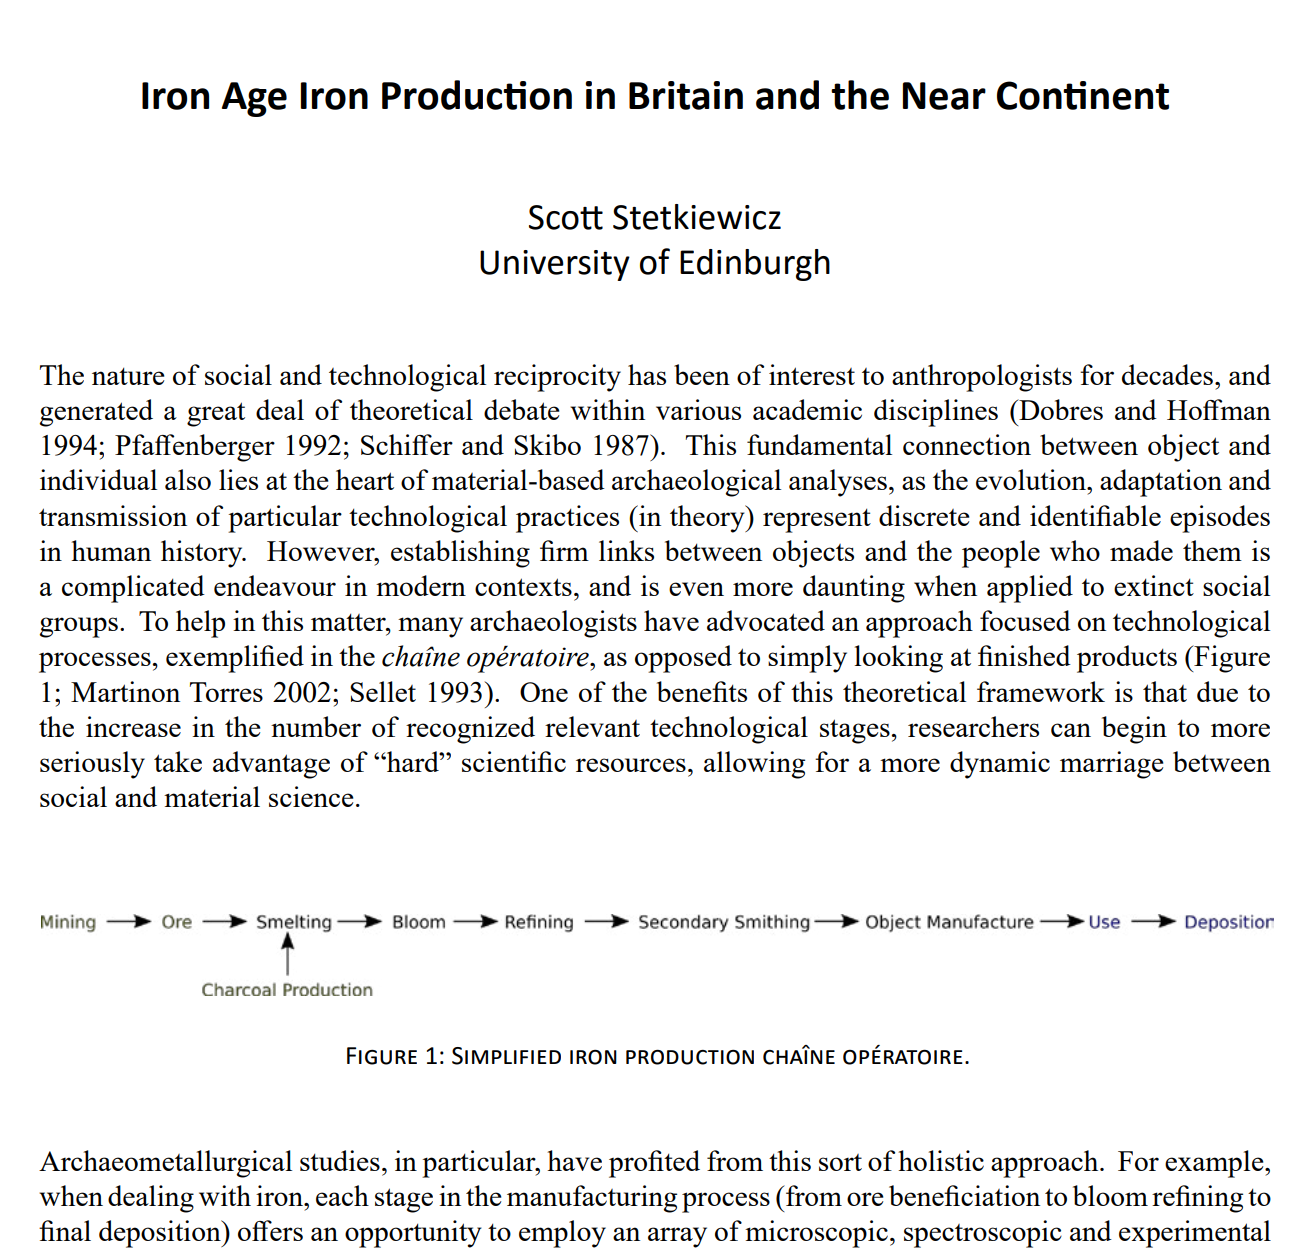 Iron Age Iron Production in Britain and the Near Continent
Scott Stetkiewicz
University of Edinburgh
The nature of social and technological reciprocity has been of interest to anthropologists for decades, and
generated a great deal of theoretical debate within various academic disciplines (Dobres and Hoffman
1994; Pfaffenberger 1992; Schiffer and Skibo 1987). This fundamental connection between object and
individual also lies at the heart of material-based archaeological analyses, as the evolution, adaptation and
transmission of particular technological practices (in theory) represent discrete and identifiable episodes
in human history. However, establishing firm links between objects and the people who made them is
a complicated endeavour in modern contexts, and is even more daunting when applied to extinct social
groups. To help in this matter, many archaeologists have advocated an approach focused on technological
processes, exemplified in the chaîne opératoire, as opposed to simply looking at finished products (Figure
1; Martinon Torres 2002; Sellet 1993). One of the benefits of this theoretical framework is that due to
the increase in the number of recognized relevant technological stages, researchers can begin to more
seriously take advantage of “hard” scientific resources, allowing for a more dynamic marriage between
social and material science.
Mining Ore Smelting Bloom Refining Secondary Smithing Object Manufacture Use Deposition
Charcoal Production
FIGURE 1: SIMPLIFIED IRON PRODUCTION CHAÎNE OPÉRATOIRE.
Archaeometallurgical studies, in particular, have profited from this sort of holistic approach. For example,
when dealing with iron, each stage in the manufacturing process (from ore beneficiation to bloom refining to
final deposition) offers an opportunity to employ an array of microscopic, spectroscopic and experimental